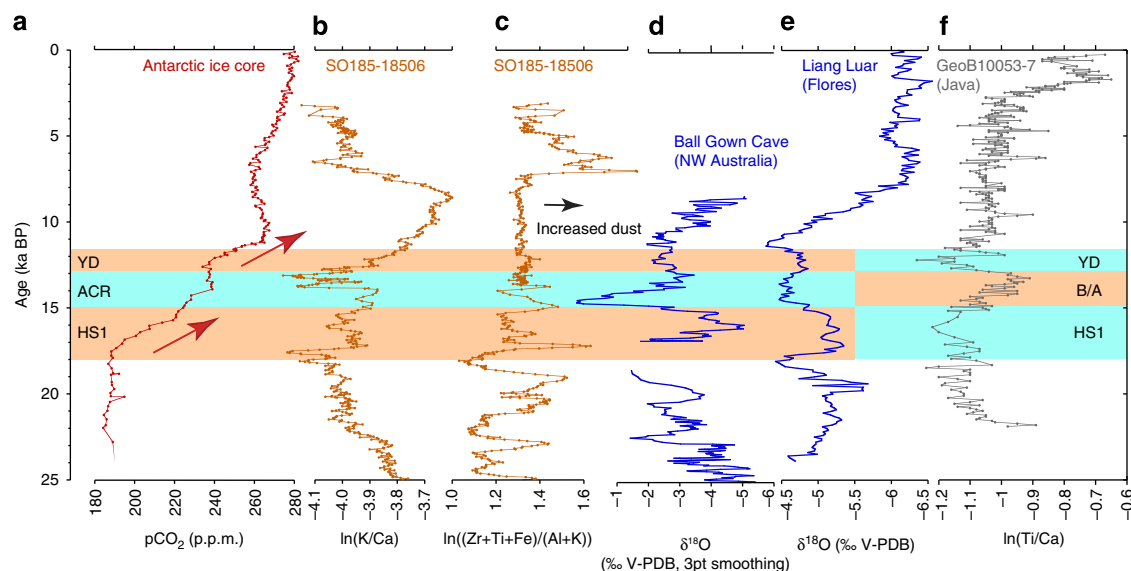 a
b
c
d
e
f
Antarctic ice core
SO185-18506
SO185-18506
Liang Luar
(Flores)
GeoB10053-7
(Java)
Ball Gown Cave
(NW Australia)
Increased dust
YD
ACR
HS1
YD
B/A
HS1
Age (ka BP)
0
5
10
15
20
25
180
200
220
240
260
280
pCO2 (p.p.m.)
−4.1
−4.0
−3.9
−3.8
−3.7
ln(K/Ca)
1.0
1.2
1.4
1.6
ln((Zr+Ti+Fe)/(Al+K))
−1
−2
−3
−4
−5
−6
δ18O
(‰ V-PDB, 3pt smoothing)
−4.5
−5
−5.5
−6
−6.5
δ18O (‰ V-PDB)
−1.2
−1.1
−1
−0.9
−0.8
−0.7
−0.6
ln(Ti/Ca)